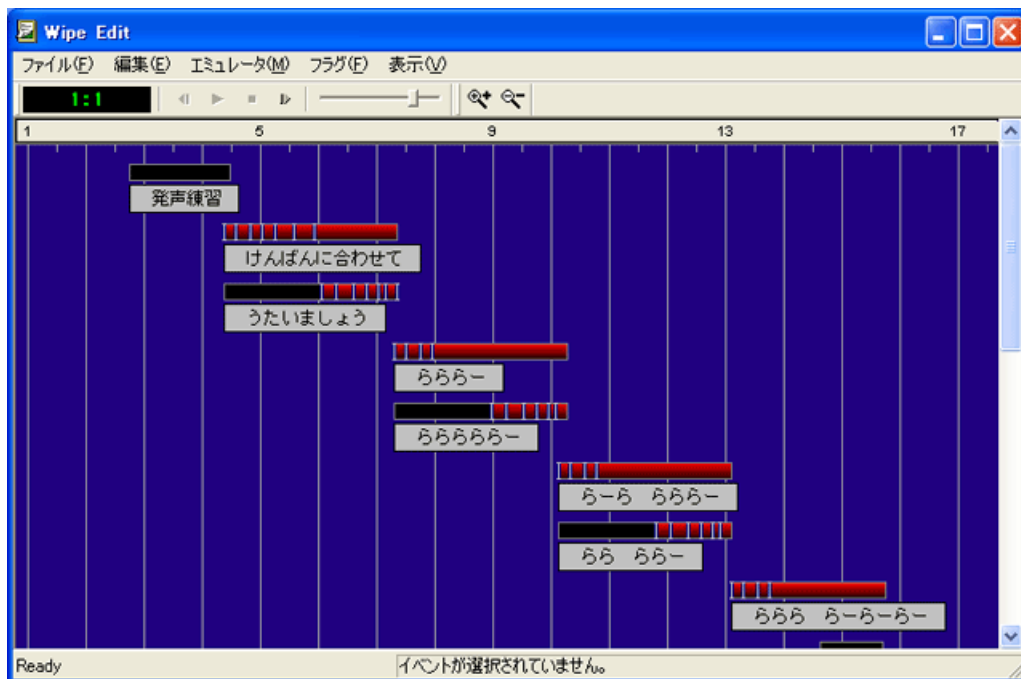 Wipe Edit
ファイル(F) 編集(E) エミュレータ(M) フラグ(F) 表示(V)
1:1
1 5 9 13 17
発声練習
けんばんに合わせて
うたいましょう
らららー
らららららー
らーら　らららー
らら　ららー
ららら　らーらーらー
Ready イベントが選択されていません。